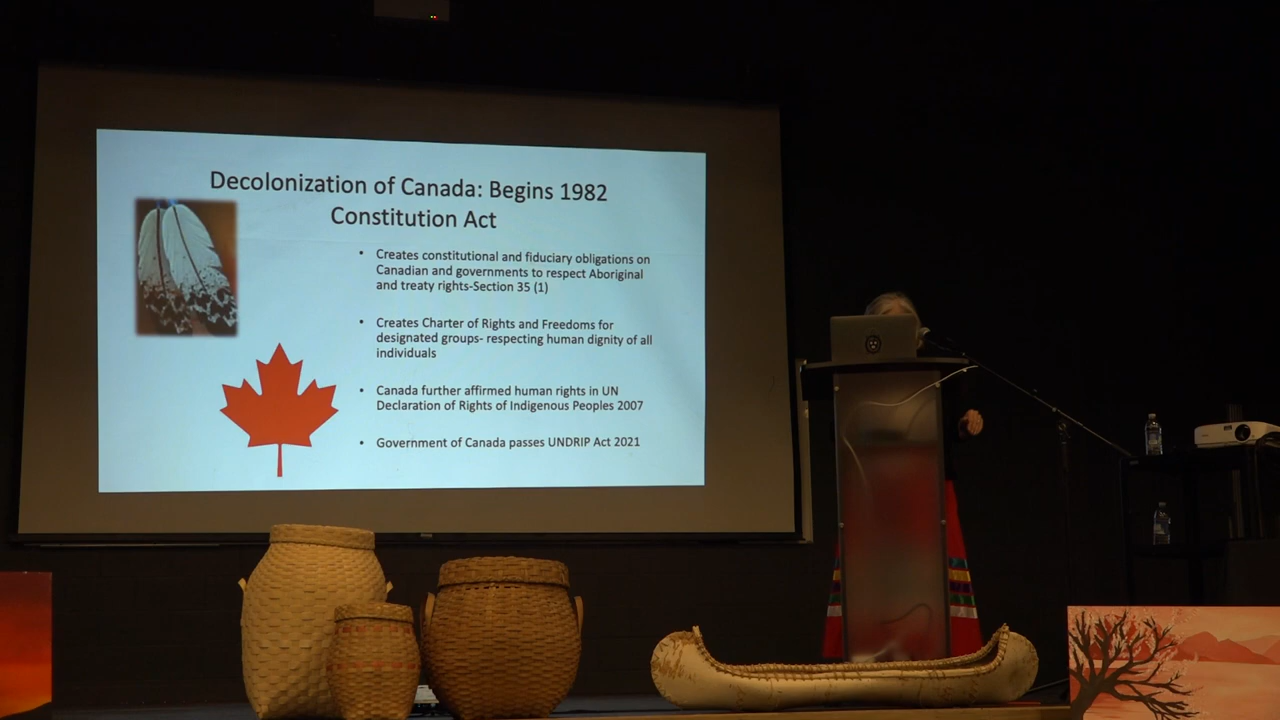 Decolonization of Canada: Begins 1982
Constitution Act
• Creates constitutional and fiduciary obligations on
Canadian and governments to respect Aboriginal
and treaty rights-Section 35 (1)
• Creates Charter of Rights and Freedoms for
designated groups- respecting human dignity of all
individuals
• Canada further affirmed human rights in UN
Declaration of Rights of Indigenous Peoples 2007
• Government of Canada passes UNDRIP Act 2021